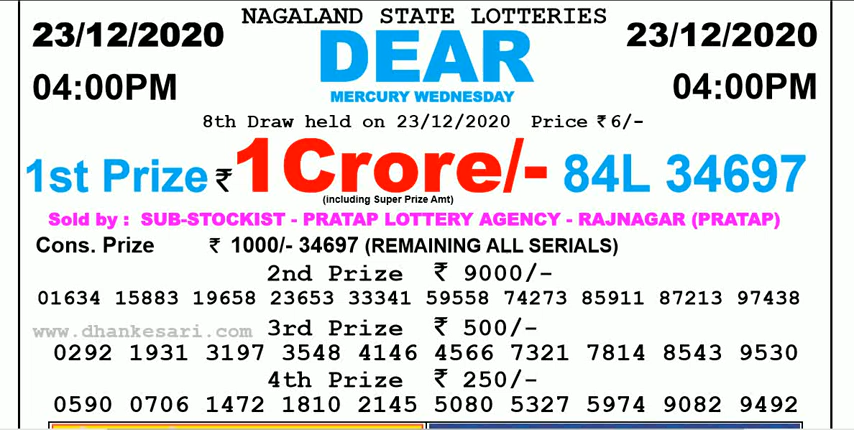 NAGALAND STATE LOTTERIES
23/12/2020 DEAR 23/12/2020
04:00PM MERCURY WEDNESDAY 04:00PM
8th Draw held on 23/12/2020 Price ₹ 6/-
1st Prize ₹ 1Crore/- 84L 34697
(including Super Prize Amt)
Sold by : SUB-STOCKIST - PRATAP LOTTERY AGENCY - RAJNAGAR (PRATAP)
Cons. Prize ₹ 1000/- 34697 (REMAINING ALL SERIALS)
2nd Prize ₹ 9000/-
01634 15883 19658 23653 33341 59558 74273 85911 87213 97438
www.dhankesari.com 3rd Prize ₹ 500/-
0292 1931 3197 3548 4146 4566 7321 7814 8543 9530
4th Prize ₹ 250/-
0590 0706 1472 1810 2145 5080 5327 5974 9082 9492